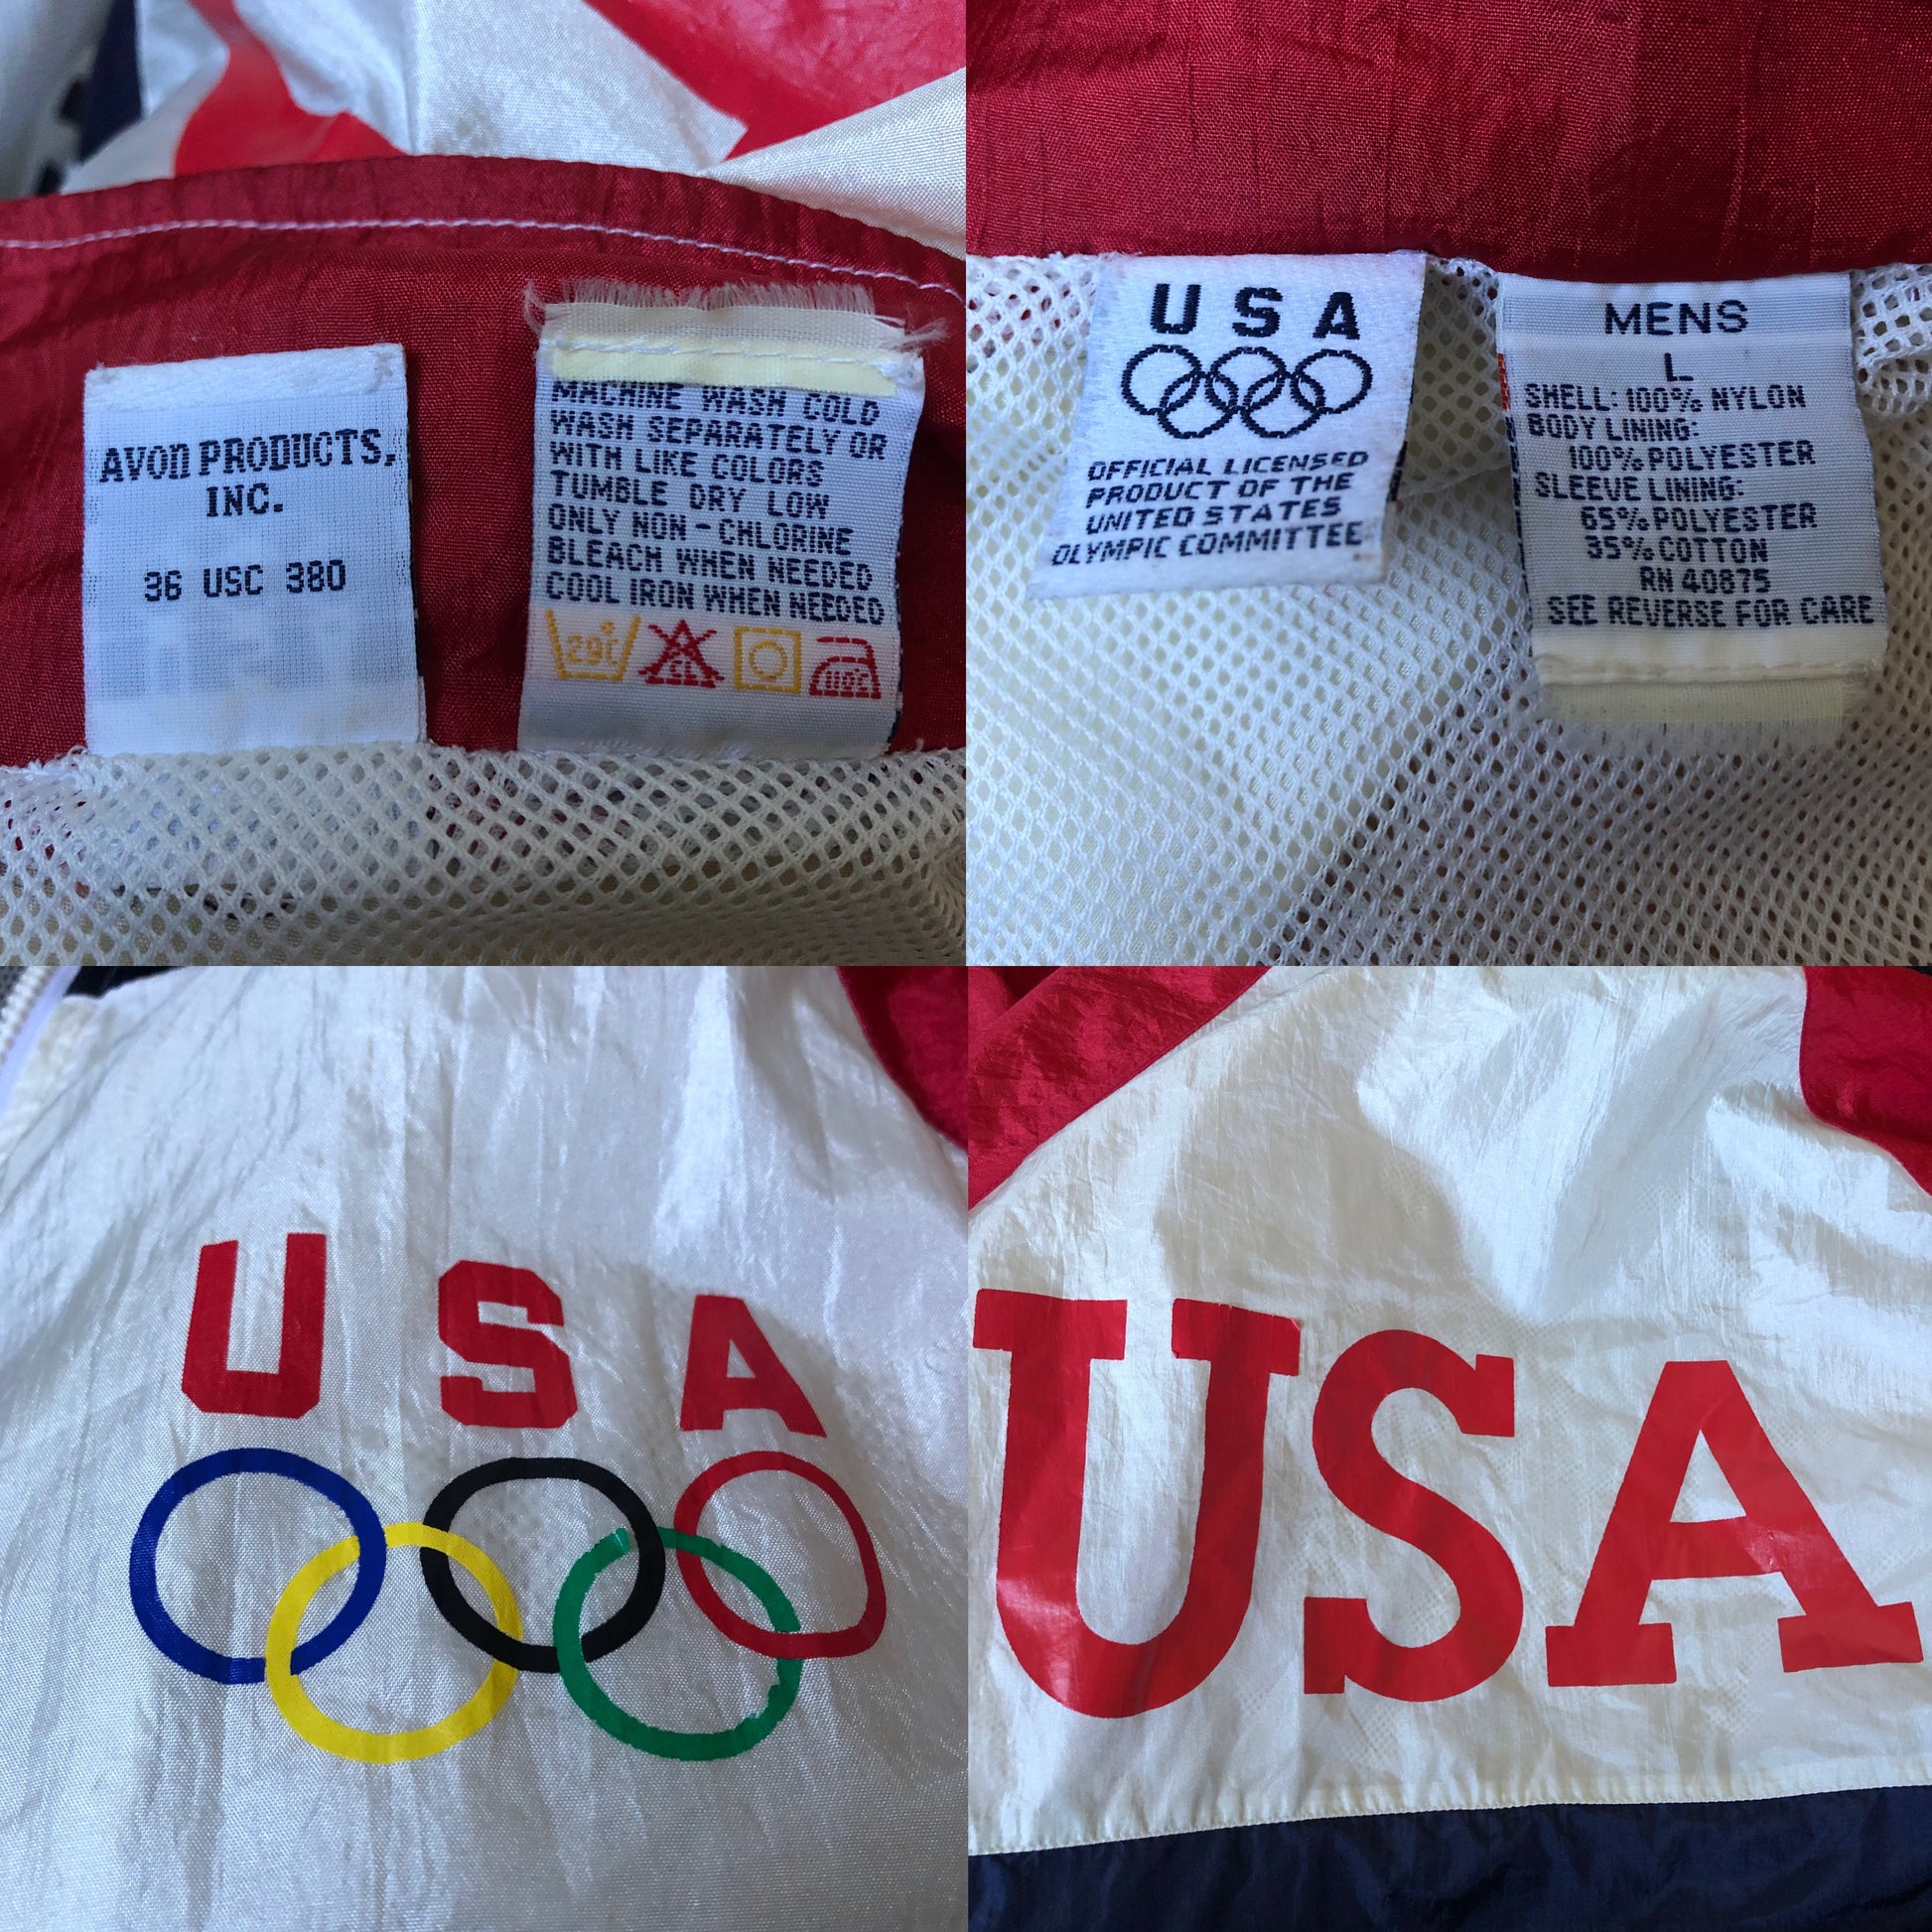 AVON PRODUCTS,
INC.
36 USC 380
MACHINE WASH COLD
WASH SEPARATELY OR
WITH LIKE COLORS
TUMBLE DRY LOW
ONLY NON-CHLORINE
BLEACH WHEN NEEDED
COOL IRON WHEN NEEDED
29°C CL 110°C
USA
OFFICIAL LICENSED
PRODUCT OF THE
UNITED STATES
OLYMPIC COMMITTEE
MENS
L
SHELL: 100% NYLON
BODY LINING:
100% POLYESTER
SLEEVE LINING:
65% POLYESTER
35% COTTON
RN 40875
SEE REVERSE FOR CARE
USA
USA